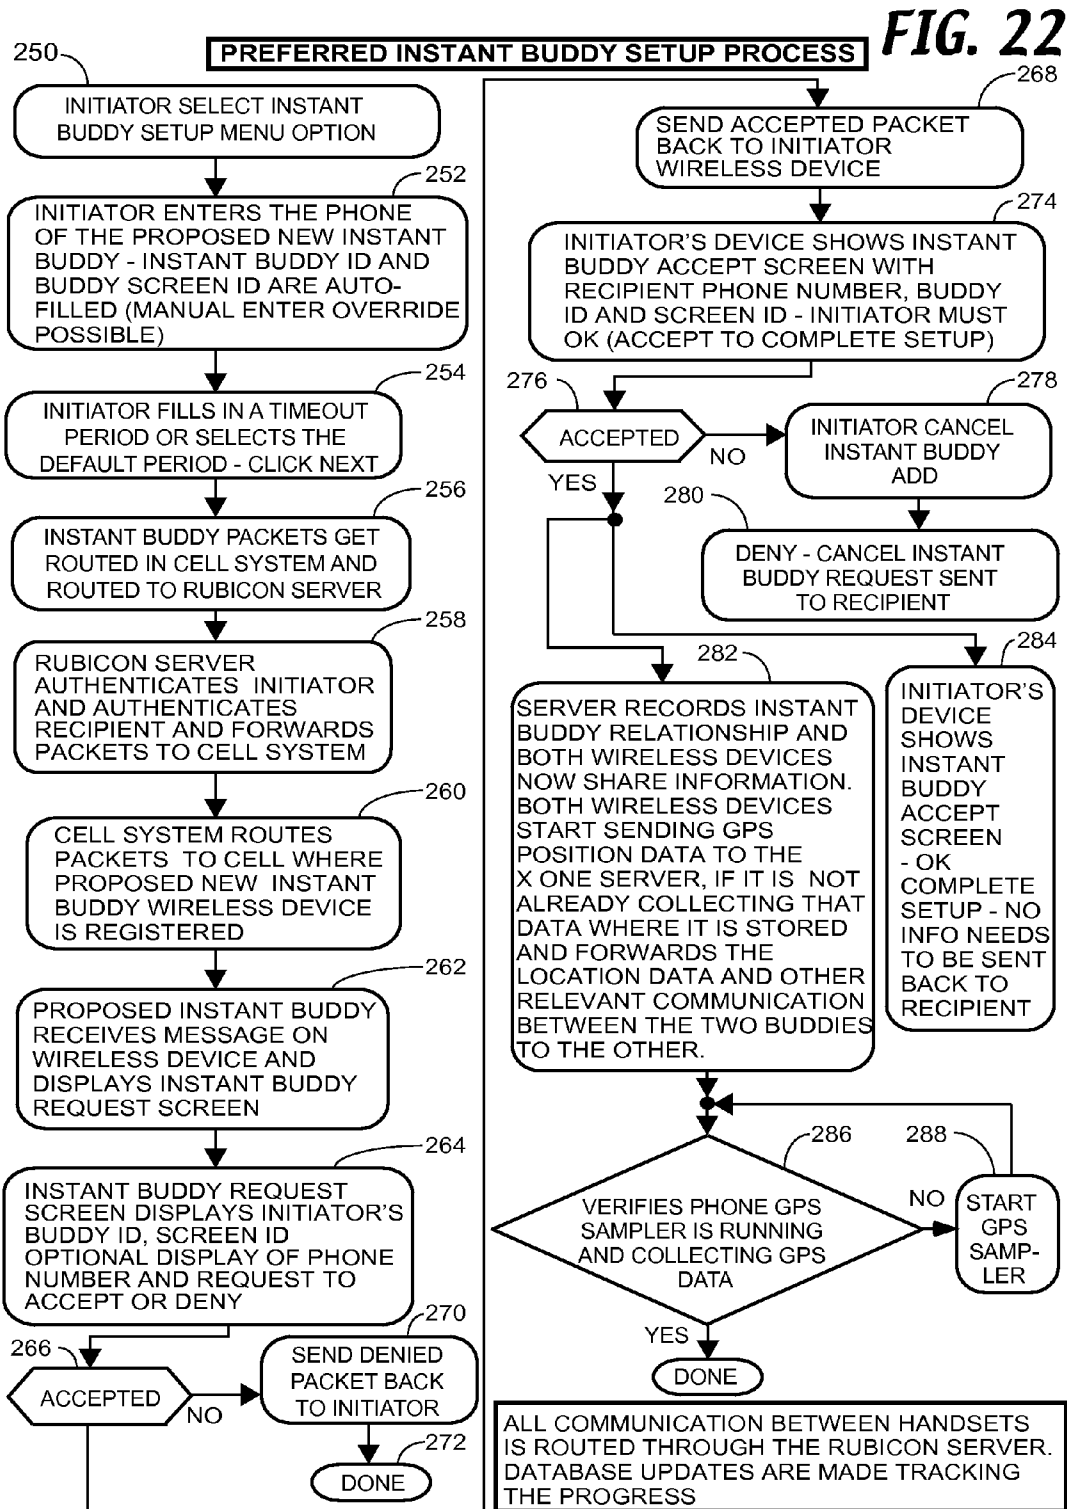 FIG. 22
PREFERRED INSTANT BUDDY SETUP PROCESS
250
INITIATOR SELECT INSTANT
BUDDY SETUP MENU OPTION
252
INITIATOR ENTERS THE PHONE
OF THE PROPOSED NEW INSTANT
BUDDY - INSTANT BUDDY ID AND
BUDDY SCREEN ID ARE AUTO-
FILLED (MANUAL ENTER OVERRIDE
POSSIBLE)
254
INITIATOR FILLS IN A TIMEOUT
PERIOD OR SELECTS THE
DEFAULT PERIOD - CLICK NEXT
256
INSTANT BUDDY PACKETS GET
ROUTED IN CELL SYSTEM AND
ROUTED TO RUBICON SERVER
258
RUBICON SERVER
AUTHENTICATES INITIATOR
AND AUTHENTICATES
RECIPIENT AND FORWARDS
PACKETS TO CELL SYSTEM
260
CELL SYSTEM ROUTES
PACKETS TO CELL WHERE
PROPOSED NEW INSTANT
BUDDY WIRELESS DEVICE
IS REGISTERED
262
PROPOSED INSTANT BUDDY
RECEIVES MESSAGE ON
WIRELESS DEVICE AND
DISPLAYS INSTANT BUDDY
REQUEST SCREEN
264
INSTANT BUDDY REQUEST
SCREEN DISPLAYS INITIATOR'S
BUDDY ID, SCREEN ID
OPTIONAL DISPLAY OF PHONE
NUMBER AND REQUEST TO
ACCEPT OR DENY
266
ACCEPTED
NO
270
SEND DENIED
PACKET BACK
TO INITIATOR
272
DONE
268
SEND ACCEPTED PACKET
BACK TO INITIATOR
WIRELESS DEVICE
274
INITIATOR'S DEVICE SHOWS INSTANT
BUDDY ACCEPT SCREEN WITH
RECIPIENT PHONE NUMBER, BUDDY
ID AND SCREEN ID - INITIATOR MUST
OK (ACCEPT TO COMPLETE SETUP)
276
ACCEPTED
NO
YES
278
INITIATOR CANCEL
INSTANT BUDDY
ADD
280
DENY - CANCEL INSTANT
BUDDY REQUEST SENT
TO RECIPIENT
282
SERVER RECORDS INSTANT
BUDDY RELATIONSHIP AND
BOTH WIRELESS DEVICES
NOW SHARE INFORMATION.
BOTH WIRELESS DEVICES
START SENDING GPS
POSITION DATA TO THE
X ONE SERVER, IF IT IS NOT
ALREADY COLLECTING THAT
DATA WHERE IT IS STORED
AND FORWARDS THE
LOCATION DATA AND OTHER
RELEVANT COMMUNICATION
BETWEEN THE TWO BUDDIES
TO THE OTHER.
284
INITIATOR'S
DEVICE
SHOWS
INSTANT
BUDDY
ACCEPT
SCREEN
- OK
COMPLETE
SETUP - NO
INFO NEEDS
TO BE SENT
BACK TO
RECIPIENT
286
VERIFIES PHONE GPS
SAMPLER IS RUNNING
AND COLLECTING GPS
DATA
NO
288
START
GPS
SAMP-
LER
YES
DONE
ALL COMMUNICATION BETWEEN HANDSETS
IS ROUTED THROUGH THE RUBICON SERVER.
DATABASE UPDATES ARE MADE TRACKING
THE PROGRESS